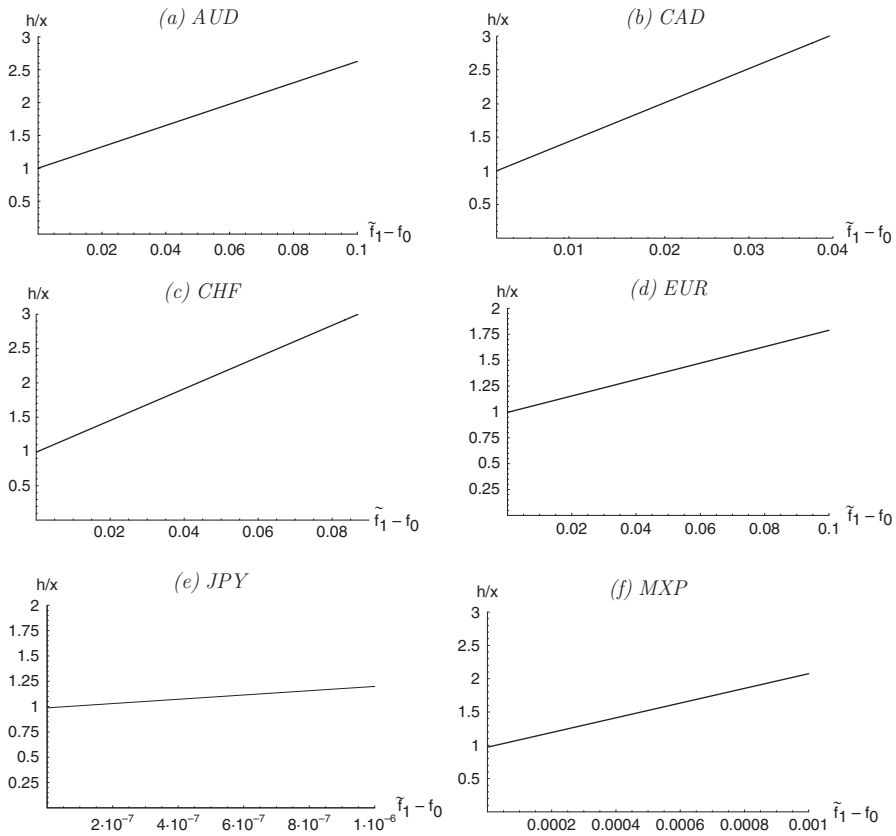 (a) AUD
h/x
3
2.5
2
1.5
1
0.5
0.02 0.04 0.06 0.08 0.1
f̃₁ – f₀
(b) CAD
h/x
3
2.5
2
1.5
1
0.5
0.01 0.02 0.03 0.04
f̃₁ – f₀
(c) CHF
h/x
3
2.5
2
1.5
1
0.5
0.02 0.04 0.06 0.08
f̃₁ – f₀
(d) EUR
h/x
2
1.75
1.5
1.25
1
0.75
0.5
0.25
0.02 0.04 0.06 0.08 0.1
f̃₁ – f₀
(e) JPY
h/x
2
1.75
1.5
1.25
1
0.75
0.5
0.25
2·10⁻⁷ 4·10⁻⁷ 6·10⁻⁷ 8·10⁻⁷ 1·10⁻⁶
f̃₁ – f₀
(f) MXP
h/x
3
2.5
2
1.5
1
0.5
0.0002 0.0004 0.0006 0.0008 0.001
f̃₁ – f₀